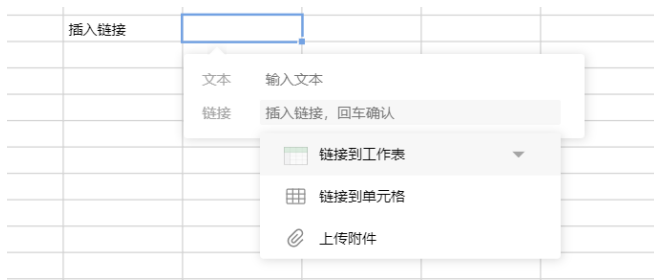 插入链接
文本 输入文本
链接 插入链接，回车确认
链接到工作表
链接到单元格
上传附件